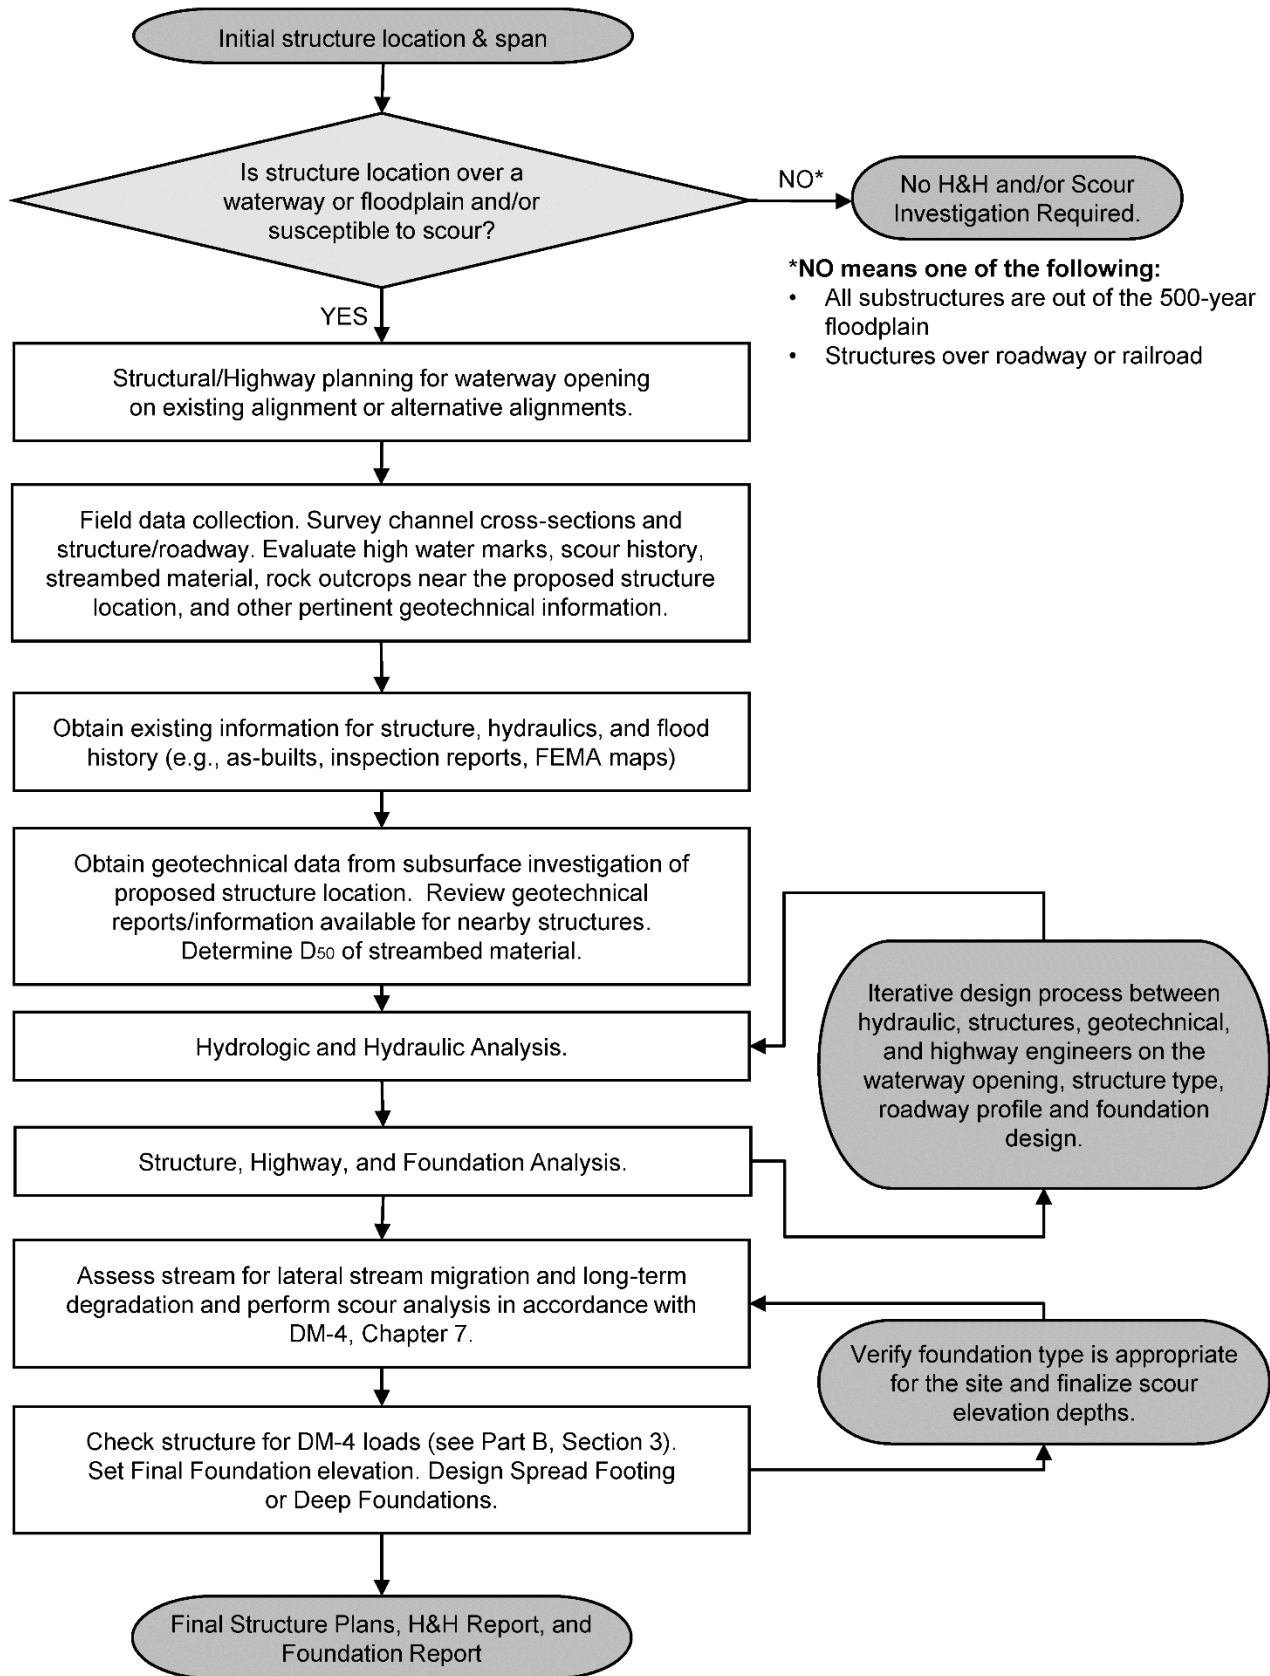 Initial structure location & span
Is structure location over a
waterway or floodplain and/or
susceptible to scour?
NO*
No H&H and/or Scour
Investigation Required.
*NO means one of the following:
• All substructures are out of the 500-year
floodplain
• Structures over roadway or railroad
YES
Structural/Highway planning for waterway opening
on existing alignment or alternative alignments.
Field data collection. Survey channel cross-sections and
structure/roadway. Evaluate high water marks, scour history,
streambed material, rock outcrops near the proposed structure
location, and other pertinent geotechnical information.
Obtain existing information for structure, hydraulics, and flood
history (e.g., as-builts, inspection reports, FEMA maps)
Obtain geotechnical data from subsurface investigation of
proposed structure location. Review geotechnical
reports/information available for nearby structures.
Determine D50 of streambed material.
Hydrologic and Hydraulic Analysis.
Iterative design process between
hydraulic, structures, geotechnical,
and highway engineers on the
waterway opening, structure type,
roadway profile and foundation
design.
Structure, Highway, and Foundation Analysis.
Assess stream for lateral stream migration and long-term
degradation and perform scour analysis in accordance with
DM-4, Chapter 7.
Verify foundation type is appropriate
for the site and finalize scour
elevation depths.
Check structure for DM-4 loads (see Part B, Section 3).
Set Final Foundation elevation. Design Spread Footing
or Deep Foundations.
Final Structure Plans, H&H Report, and
Foundation Report